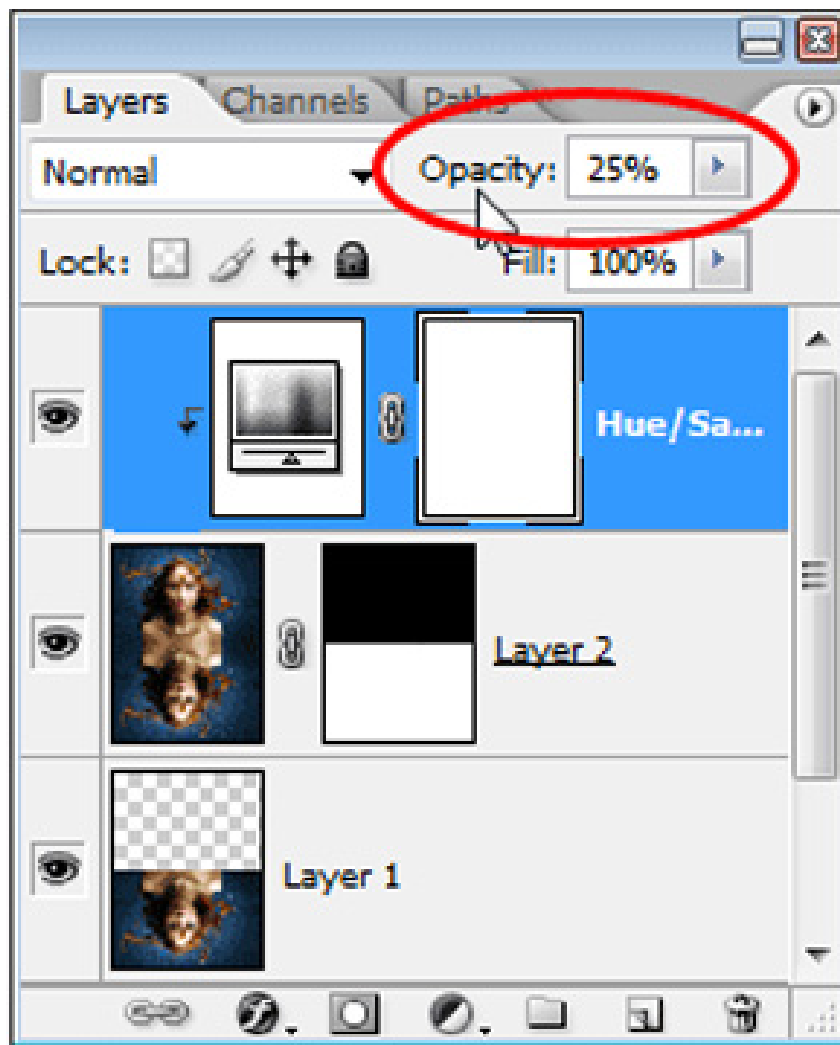 Layers Channels Paths
Normal Opacity: 25%
Lock: Fill: 100%
Hue/Sa...
Layer 2
Layer 1